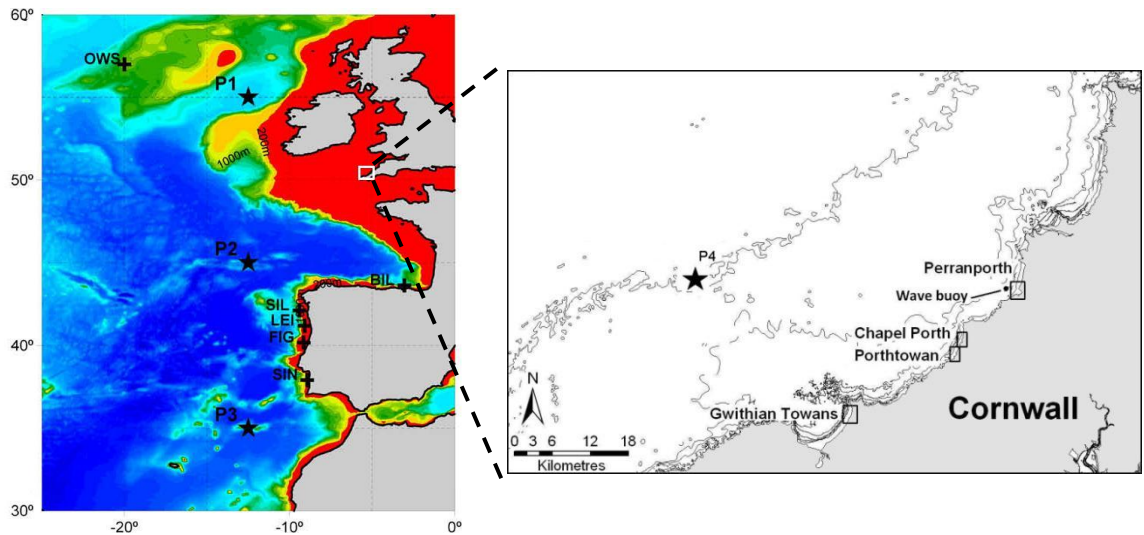 60º
OWS
P1
200m
1000m
50º
P2
BIL
SIL
LEI
40º
FIG
SIN
P3
30º
-20º
-10º
0º
P4
Perranporth
Wave buoy
Chapel Porth
Porthtowan
N
Gwithian Towans
Cornwall
0 3 6 12 18
Kilometres